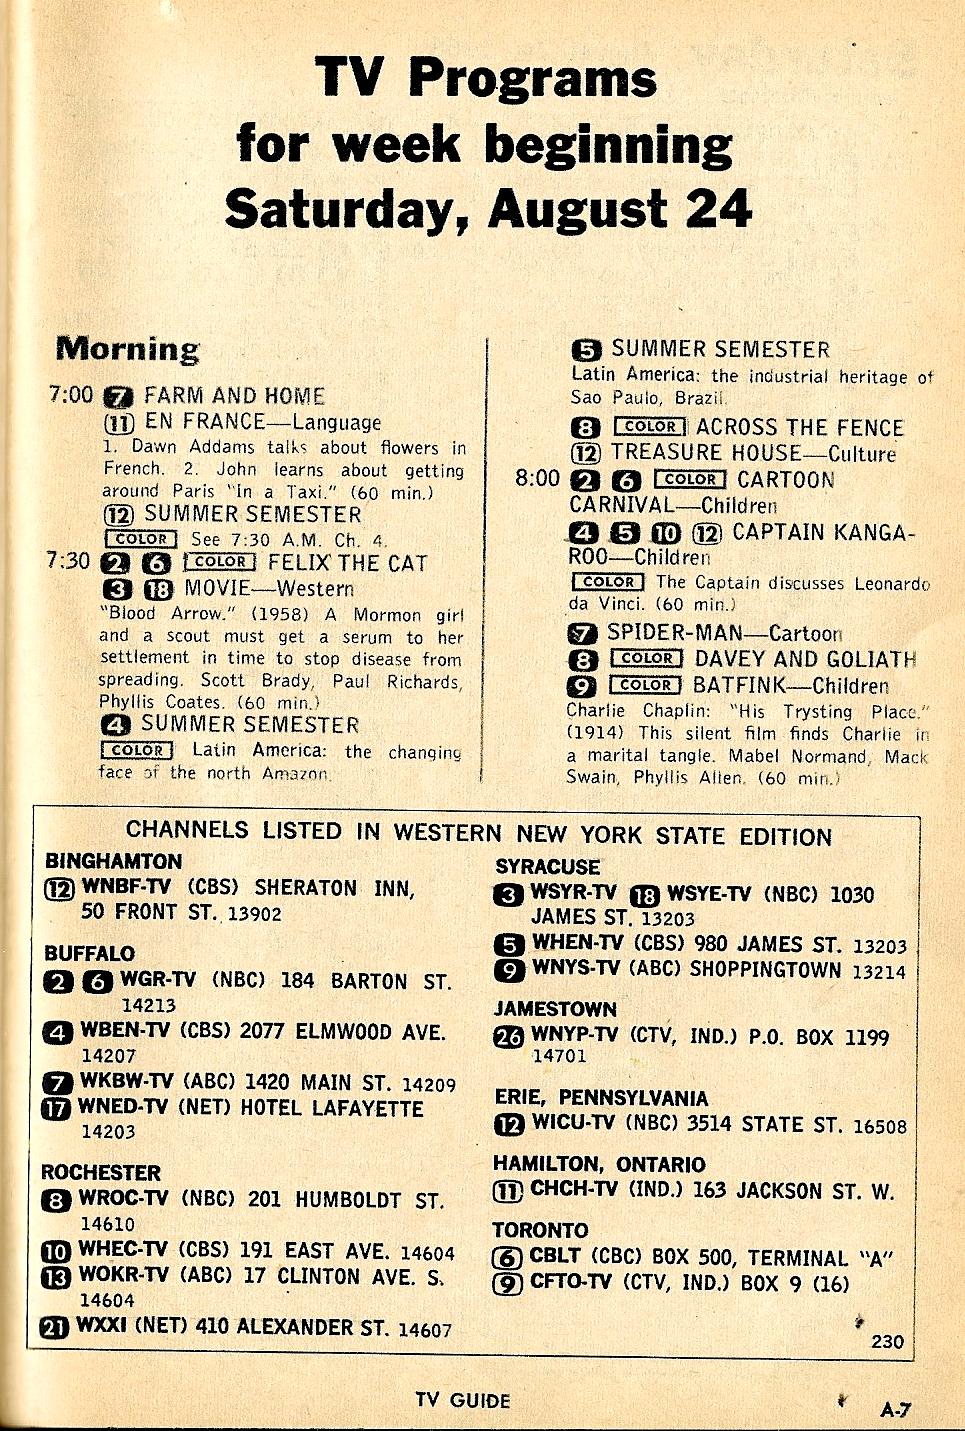 TV Programs
for week beginning
Saturday, August 24
Morning
7:00 7 FARM AND HOME
11 EN FRANCE—Language
1. Dawn Addams talks about flowers in
French. 2. John learns about getting
around Paris "In a Taxi." (60 min.)
12 SUMMER SEMESTER
COLOR See 7:30 A.M. Ch. 4.
7:30 2 6 COLOR FELIX THE CAT
3 18 MOVIE—Western
"Blood Arrow." (1958) A Mormon girl
and a scout must get a serum to her
settlement in time to stop disease from
spreading. Scott Brady, Paul Richards,
Phyllis Coates. (60 min.)
4 SUMMER SEMESTER
COLOR Latin America: the changing
face of the north Amazon.
5 SUMMER SEMESTER
Latin America: the industrial heritage of
Sao Paulo, Brazil.
8 COLOR ACROSS THE FENCE
12 TREASURE HOUSE—Culture
8:00 2 6 COLOR CARTOON
CARNIVAL—Children
4 5 10 12 CAPTAIN KANGA-
ROO—Children
COLOR The Captain discusses Leonardo
da Vinci. (60 min.)
7 SPIDER-MAN—Cartoon
8 COLOR DAVEY AND GOLIATH
9 COLOR BATFINK—Children
Charlie Chaplin: "His Trysting Place."
(1914) This silent film finds Charlie in
a marital tangle. Mabel Normand, Mack
Swain, Phyllis Allen. (60 min.)
CHANNELS LISTED IN WESTERN NEW YORK STATE EDITION
BINGHAMTON
12 WNBF-TV (CBS) SHERATON INN,
50 FRONT ST. 13902
BUFFALO
2 6 WGR-TV (NBC) 184 BARTON ST.
14213
4 WBEN-TV (CBS) 2077 ELMWOOD AVE.
14207
7 WKBW-TV (ABC) 1420 MAIN ST. 14209
17 WNED-TV (NET) HOTEL LAFAYETTE
14203
ROCHESTER
8 WROC-TV (NBC) 201 HUMBOLDT ST.
14610
10 WHEC-TV (CBS) 191 EAST AVE. 14604
13 WOKR-TV (ABC) 17 CLINTON AVE. S.
14604
21 WXXI (NET) 410 ALEXANDER ST. 14607
SYRACUSE
3 WSYR-TV 18 WSYE-TV (NBC) 1030
JAMES ST. 13203
5 WHEN-TV (CBS) 980 JAMES ST. 13203
9 WNYS-TV (ABC) SHOPPINGTOWN 13214
JAMESTOWN
26 WNYP-TV (CTV, IND.) P.O. BOX 1199
14701
ERIE, PENNSYLVANIA
12 WICU-TV (NBC) 3514 STATE ST. 16508
HAMILTON, ONTARIO
11 CHCH-TV (IND.) 163 JACKSON ST. W.
TORONTO
6 CBLT (CBC) BOX 500, TERMINAL "A"
9 CFTO-TV (CTV, IND.) BOX 9 (16)
230
TV GUIDE
A-7